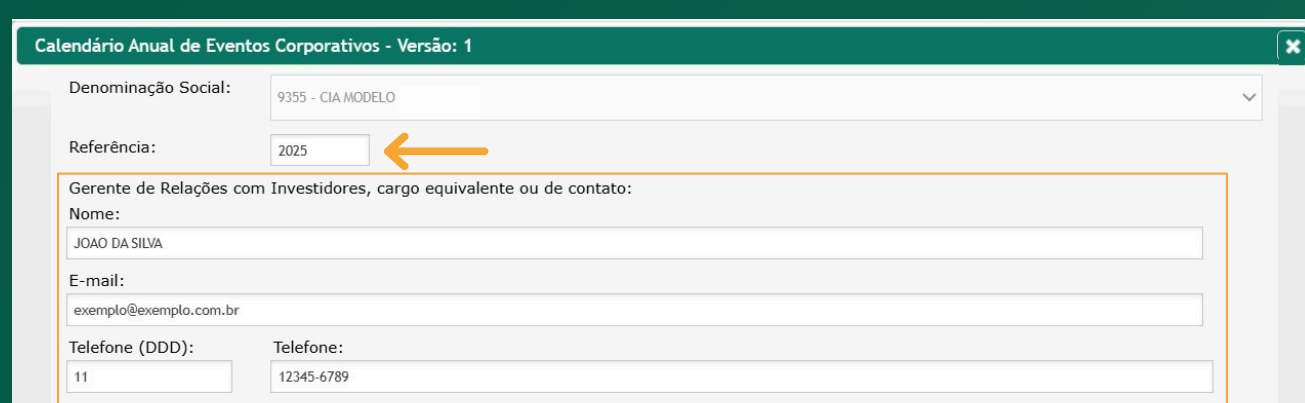 Calendário Anual de Eventos Corporativos - Versão: 1
Denominação Social:
9355 - CIA MODELO
Referência:
2025
Gerente de Relações com Investidores, cargo equivalente ou de contato:
Nome:
JOAO DA SILVA
E-mail:
exemplo@exemplo.com.br
Telefone (DDD): Telefone:
11 12345-6789